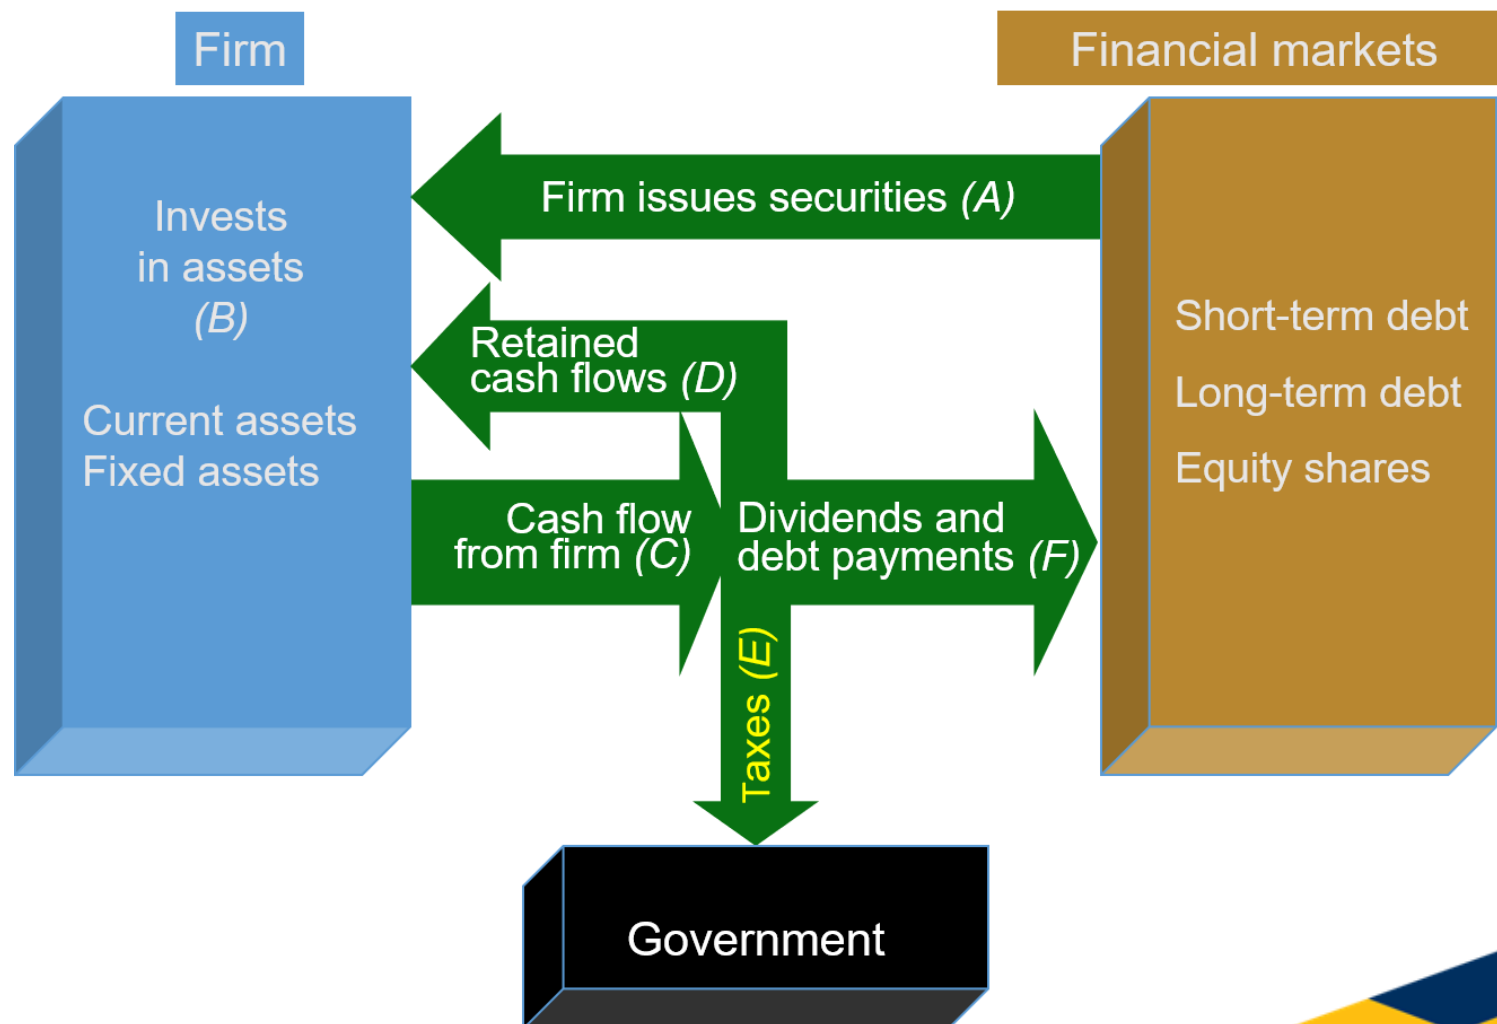 Firm
Financial markets
Firm issues securities (A)
Invests
in assets
(B)
Current assets
Fixed assets
Retained
cash flows (D)
Cash flow
from firm (C)
Dividends and
debt payments (F)
Taxes (E)
Short-term debt
Long-term debt
Equity shares
Government